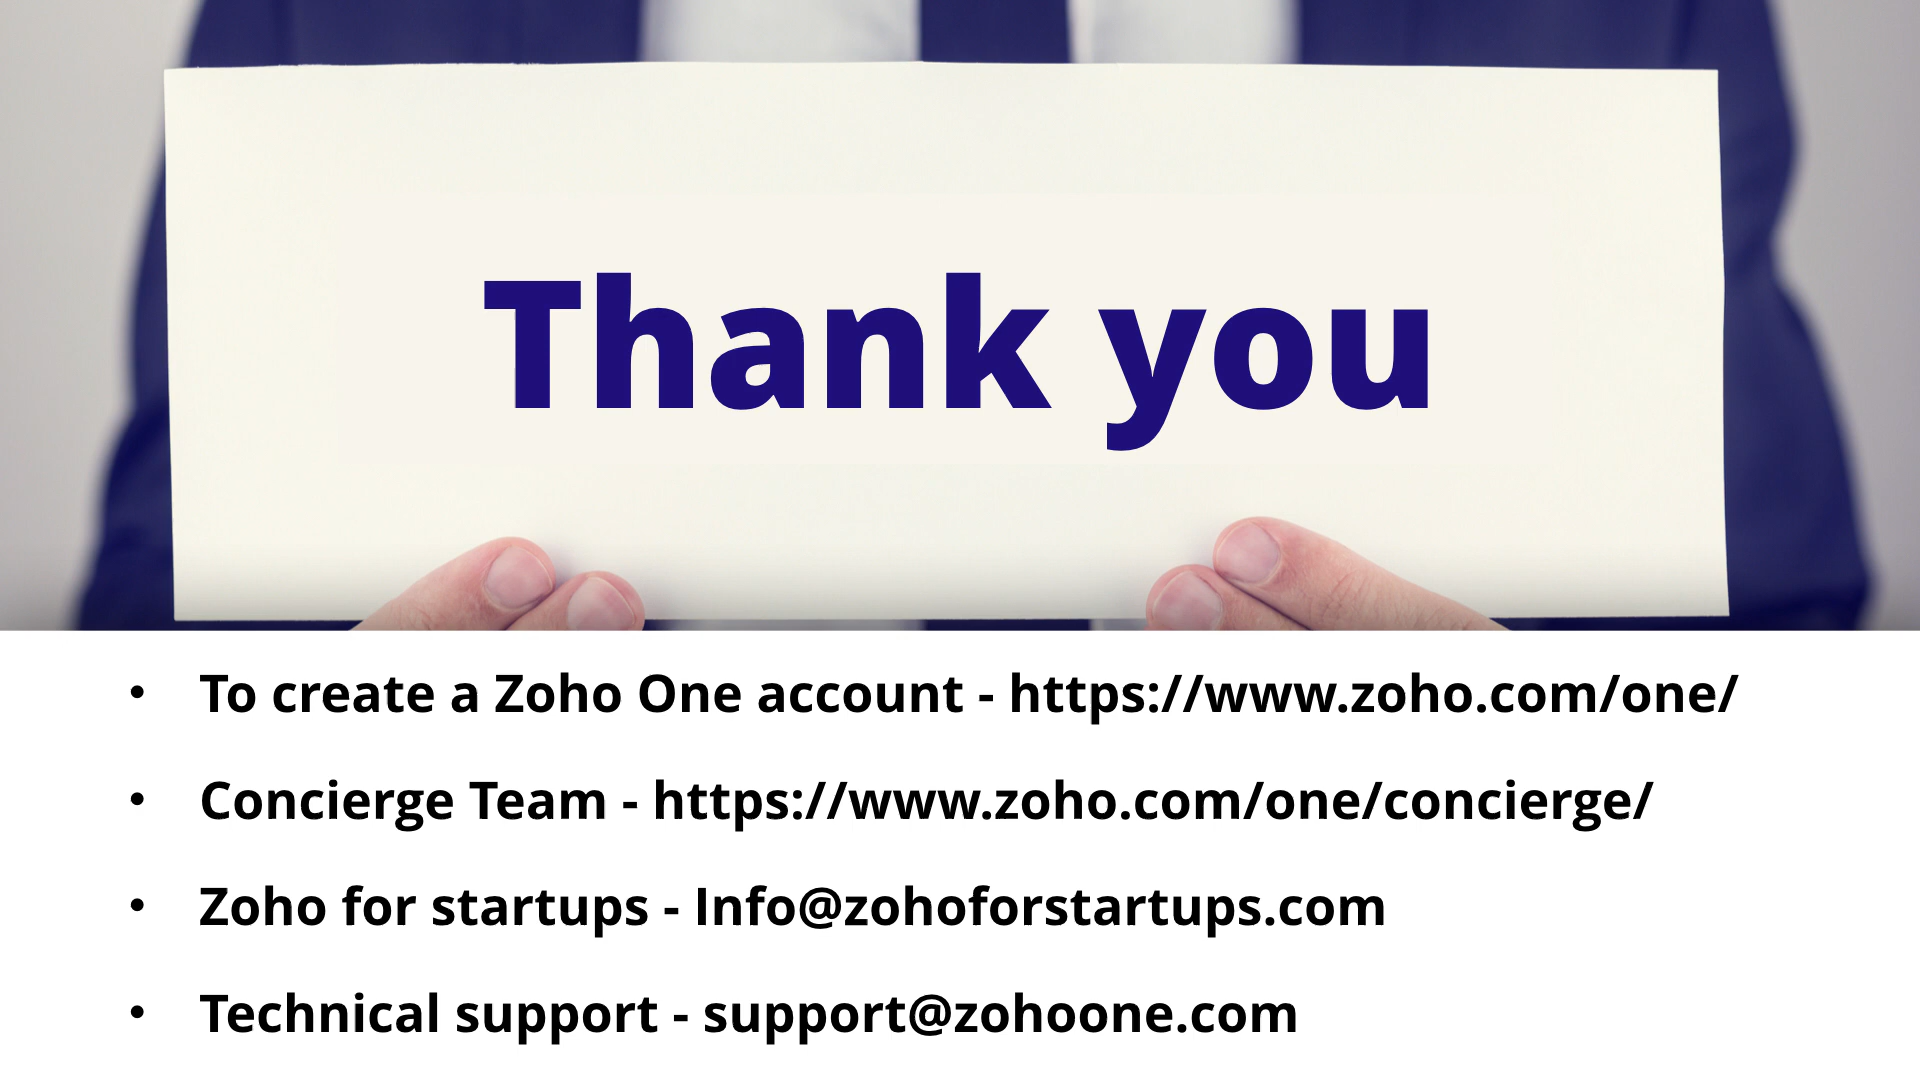 Thank you
• To create a Zoho One account - https://www.zoho.com/one/
• Concierge Team - https://www.zoho.com/one/concierge/
• Zoho for startups - Info@zohoforstartups.com
• Technical support - support@zohoone.com